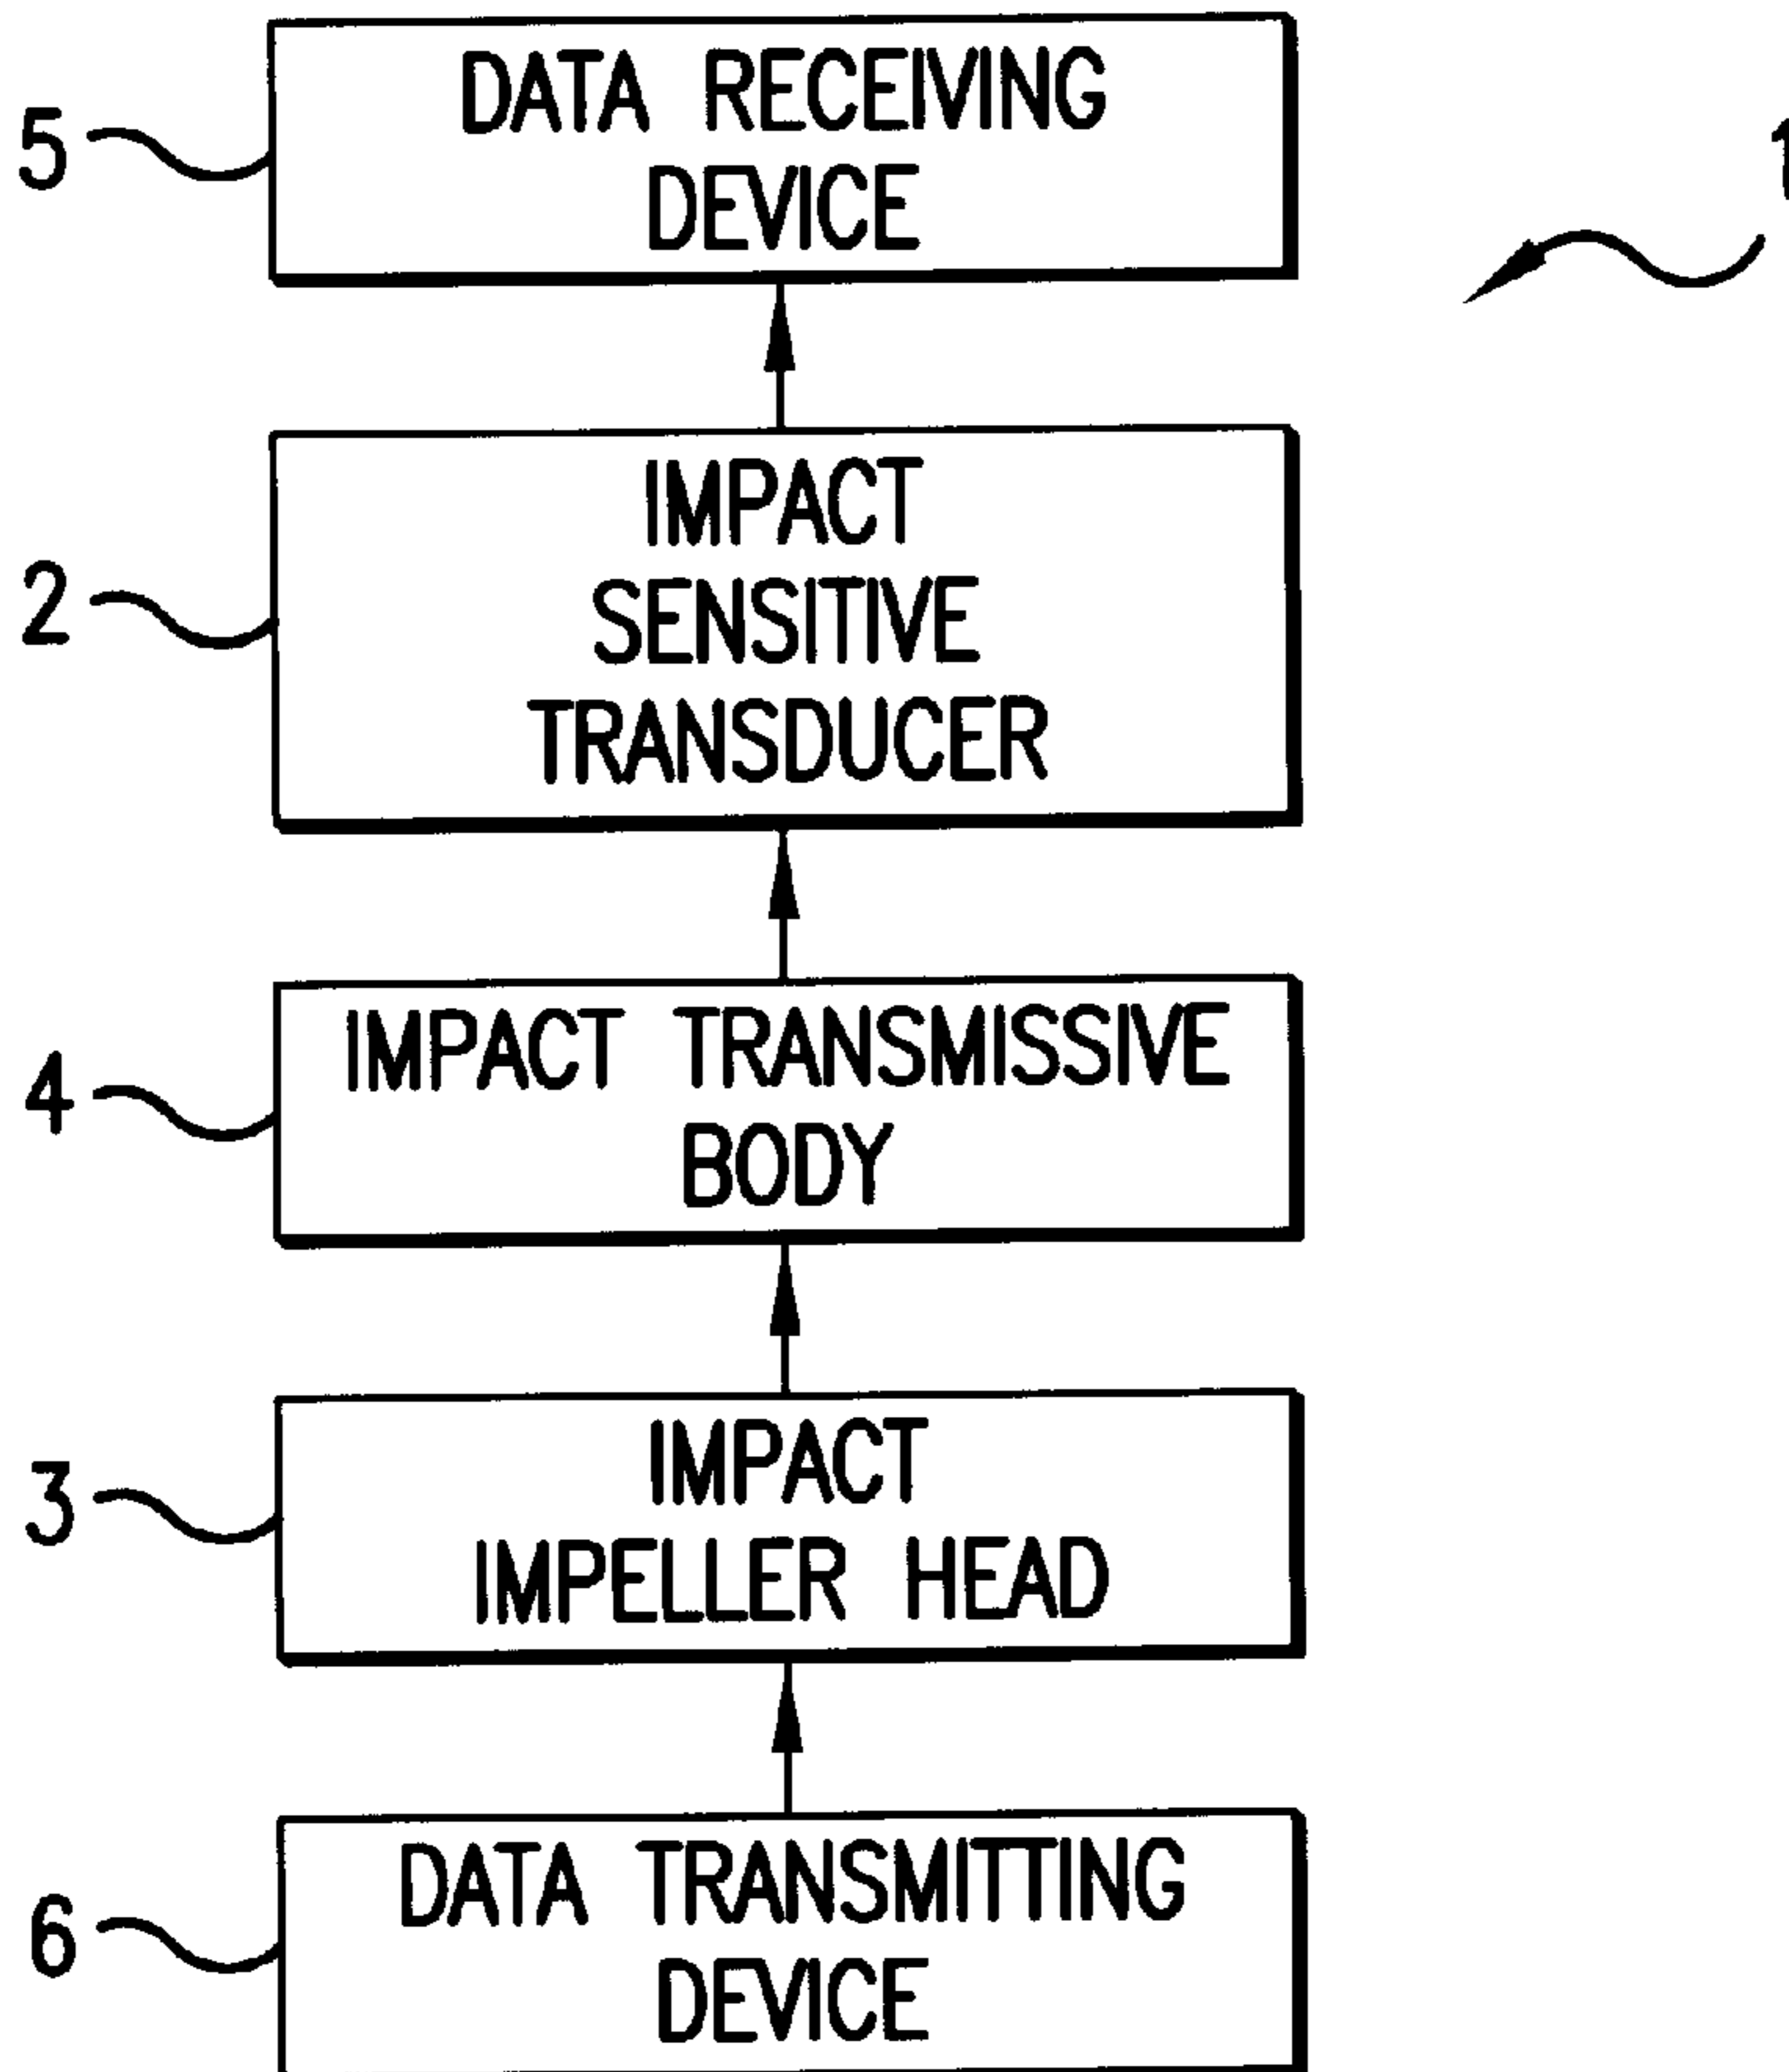 DATA RECEIVING
DEVICE
5
1
IMPACT
SENSITIVE
TRANSDUCER
2
IMPACT TRANSMISSIVE
BODY
4
IMPACT
IMPELLER HEAD
3
DATA TRANSMITTING
DEVICE
6